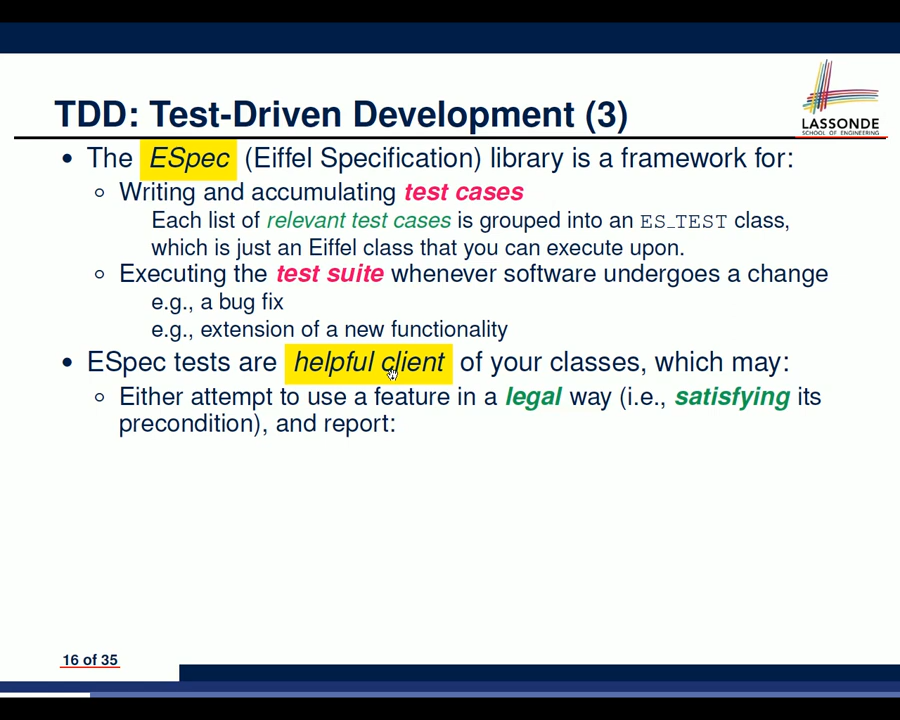 LASSONDE
SCHOOL OF ENGINEERING
TDD: Test-Driven Development (3)
• The ESpec (Eiffel Specification) library is a framework for:
◦ Writing and accumulating test cases
Each list of relevant test cases is grouped into an ES_TEST class,
which is just an Eiffel class that you can execute upon.
◦ Executing the test suite whenever software undergoes a change
e.g., a bug fix
e.g., extension of a new functionality
• ESpec tests are helpful client of your classes, which may:
◦ Either attempt to use a feature in a legal way (i.e., satisfying its
precondition), and report:
16 of 35